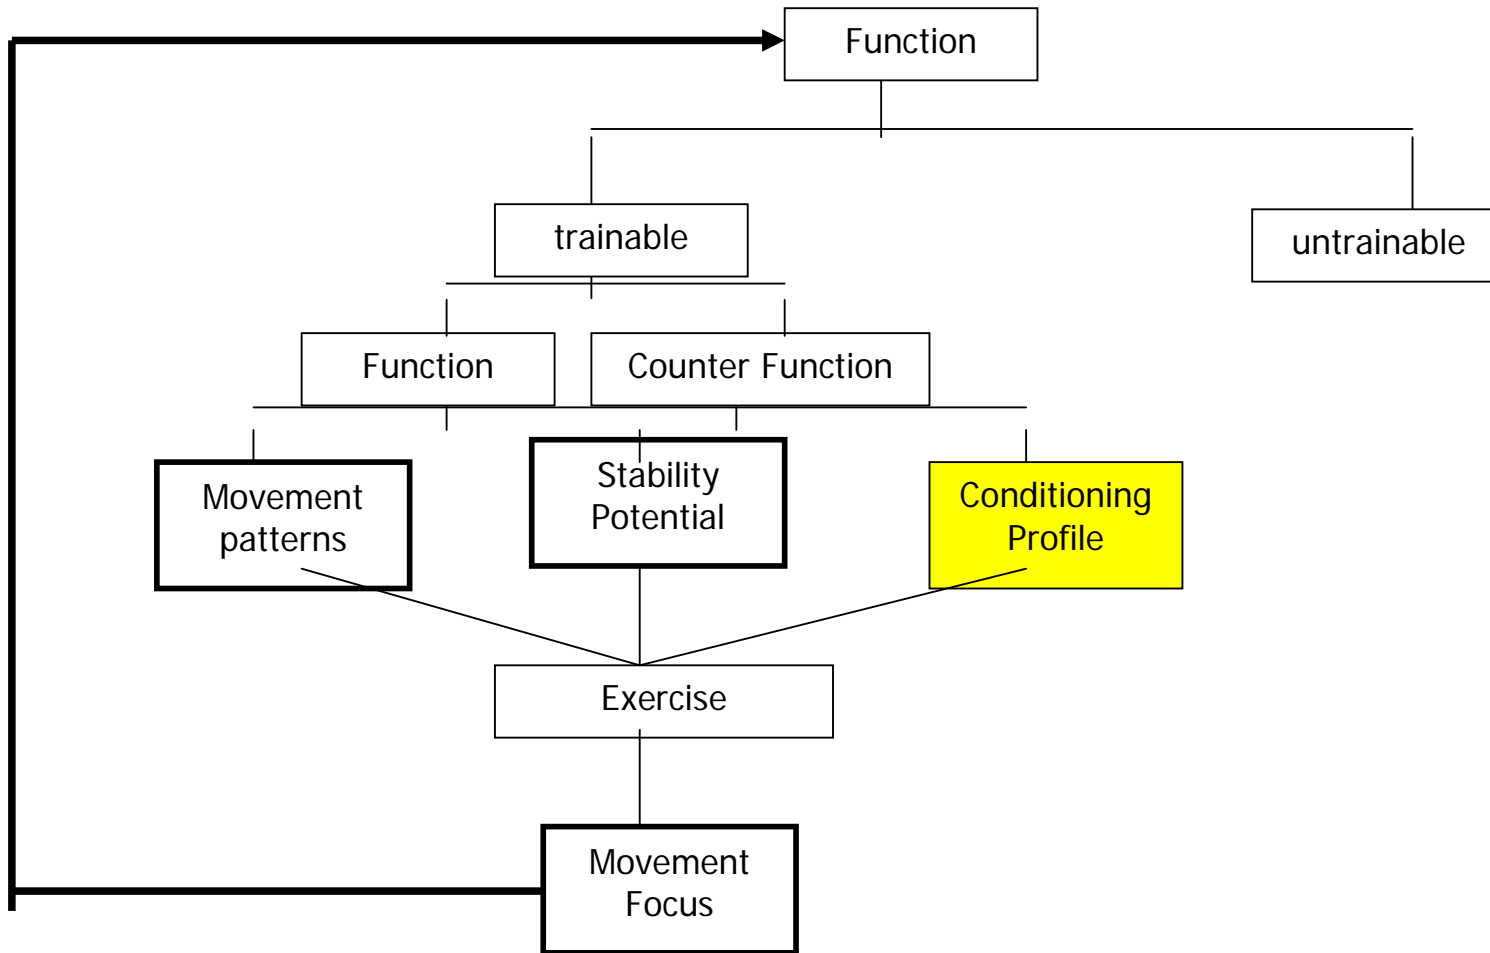 Function
trainable
untrainable
Function
Counter Function
Movement
patterns
Stability
Potential
Conditioning
Profile
Exercise
Movement
Focus